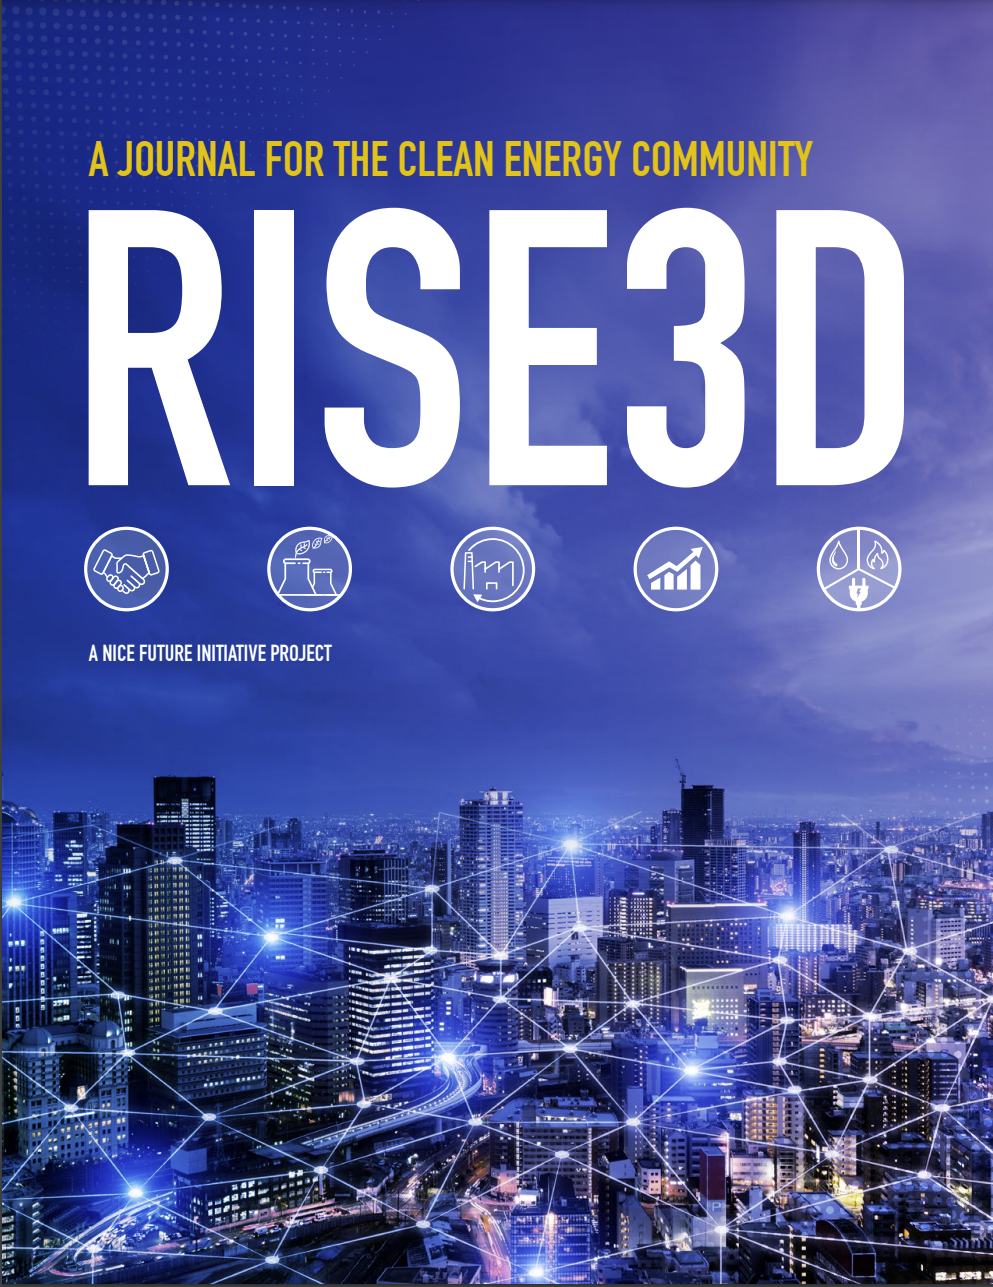 A JOURNAL FOR THE CLEAN ENERGY COMMUNITY
RISE3D
A NICE FUTURE INITIATIVE PROJECT